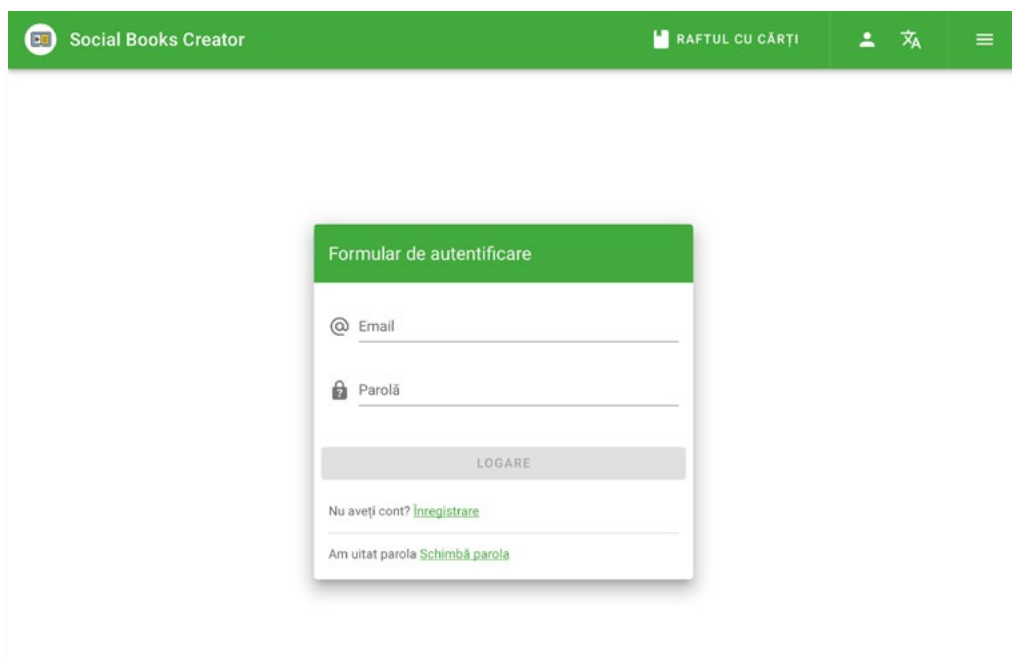 Social Books Creator
RAFTUL CU CĂRȚI
Formular de autentificare
Email
Parolă
LOGARE
Nu aveți cont? Înregistrare
Am uitat parola Schimbă parola